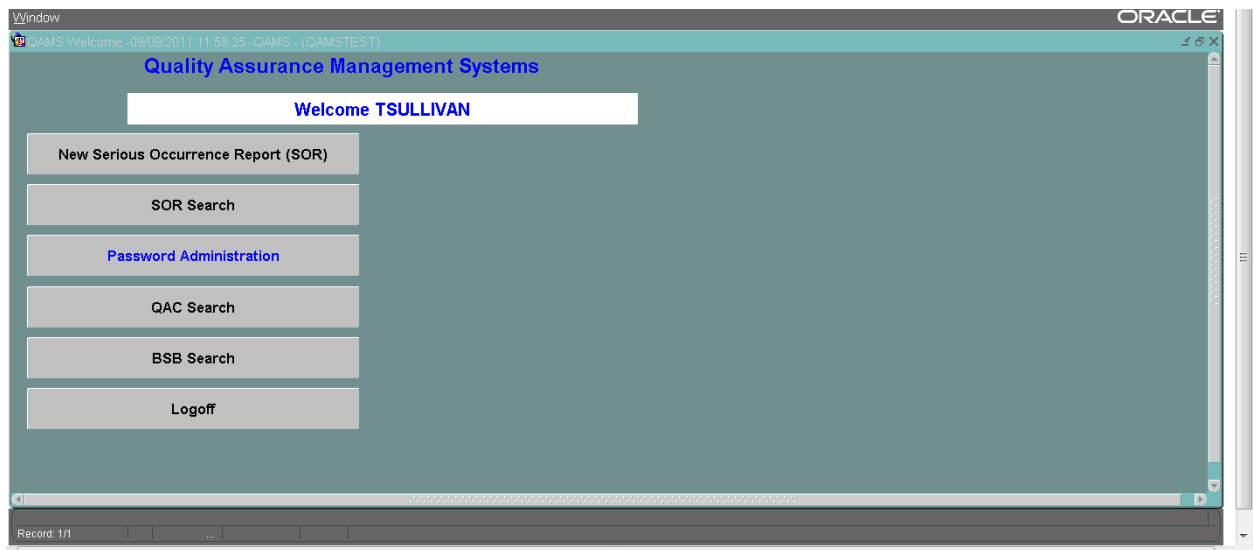 Window
ORACLE
QAMS Welcome -09/09/2011 11:58:25 -QAMS - (QAMSTEST)
Quality Assurance Management Systems
Welcome TSULLIVAN
New Serious Occurrence Report (SOR)
SOR Search
Password Administration
QAC Search
BSB Search
Logoff
Record: 1/1
...